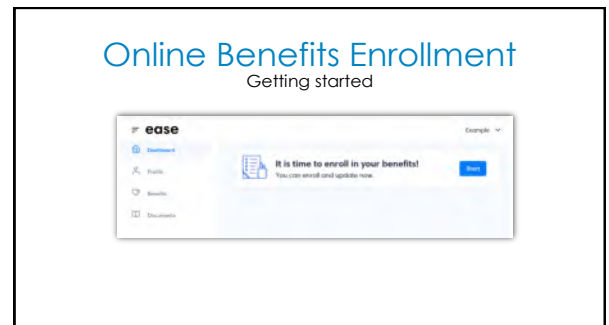 Online Benefits Enrollment
Getting started
ease
Example
Dashboard
It is time to enroll in your benefits!
You can enroll and update now.
Start
Profile
Benefits
Documents